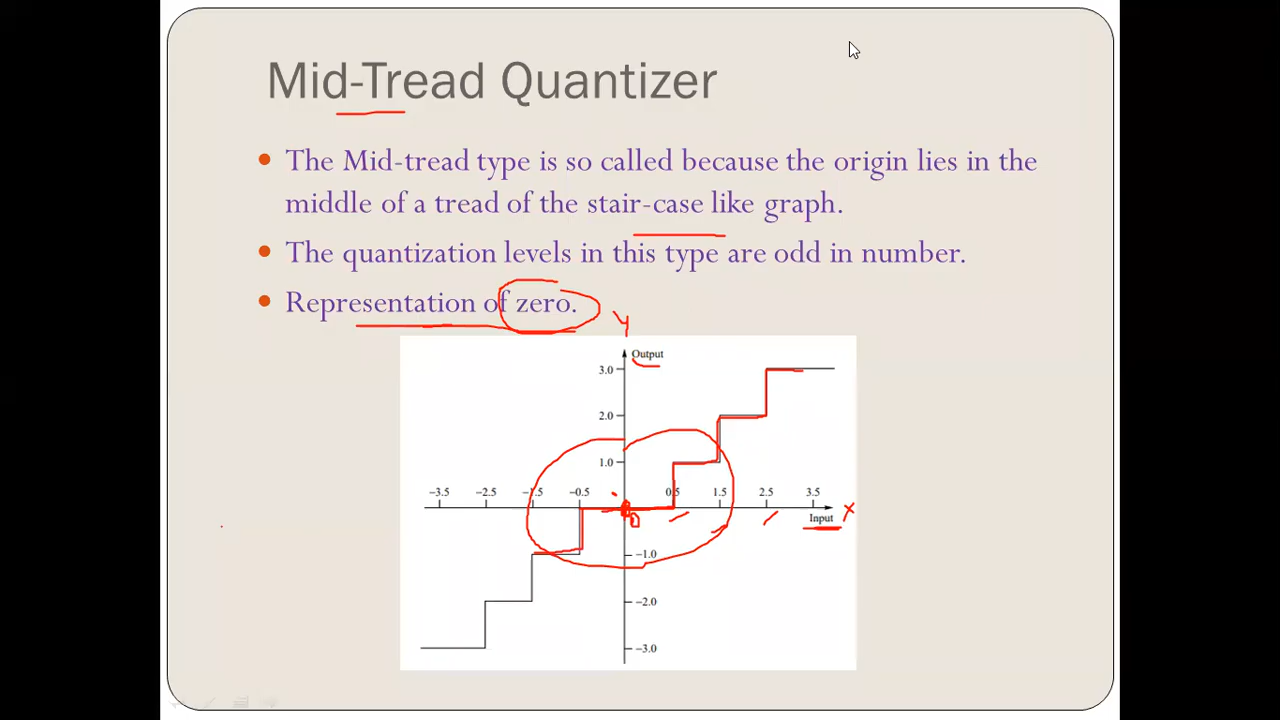 Mid-Tread Quantizer
The Mid-tread type is so called because the origin lies in the
middle of a tread of the stair-case like graph.
The quantization levels in this type are odd in number.
Representation of zero.
y
Output
3.0
2.0
1.0
−3.5 −2.5 −1.5 −0.5 0.5 1.5 2.5 3.5
Input x
0
−1.0
−2.0
−3.0